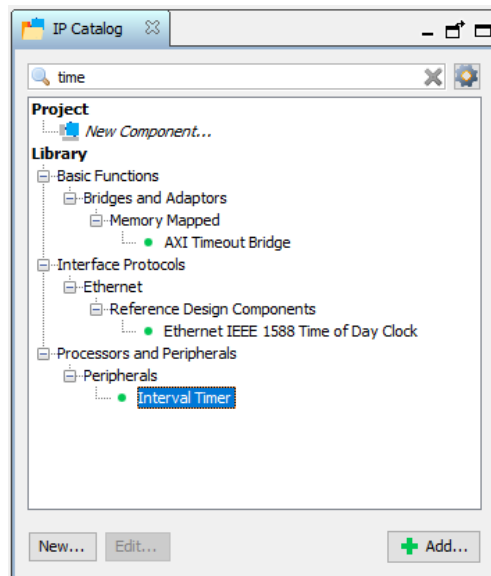 IP Catalog
time
Project
New Component...
Library
Basic Functions
Bridges and Adaptors
Memory Mapped
AXI Timeout Bridge
Interface Protocols
Ethernet
Reference Design Components
Ethernet IEEE 1588 Time of Day Clock
Processors and Peripherals
Peripherals
Interval Timer
New... Edit... Add...